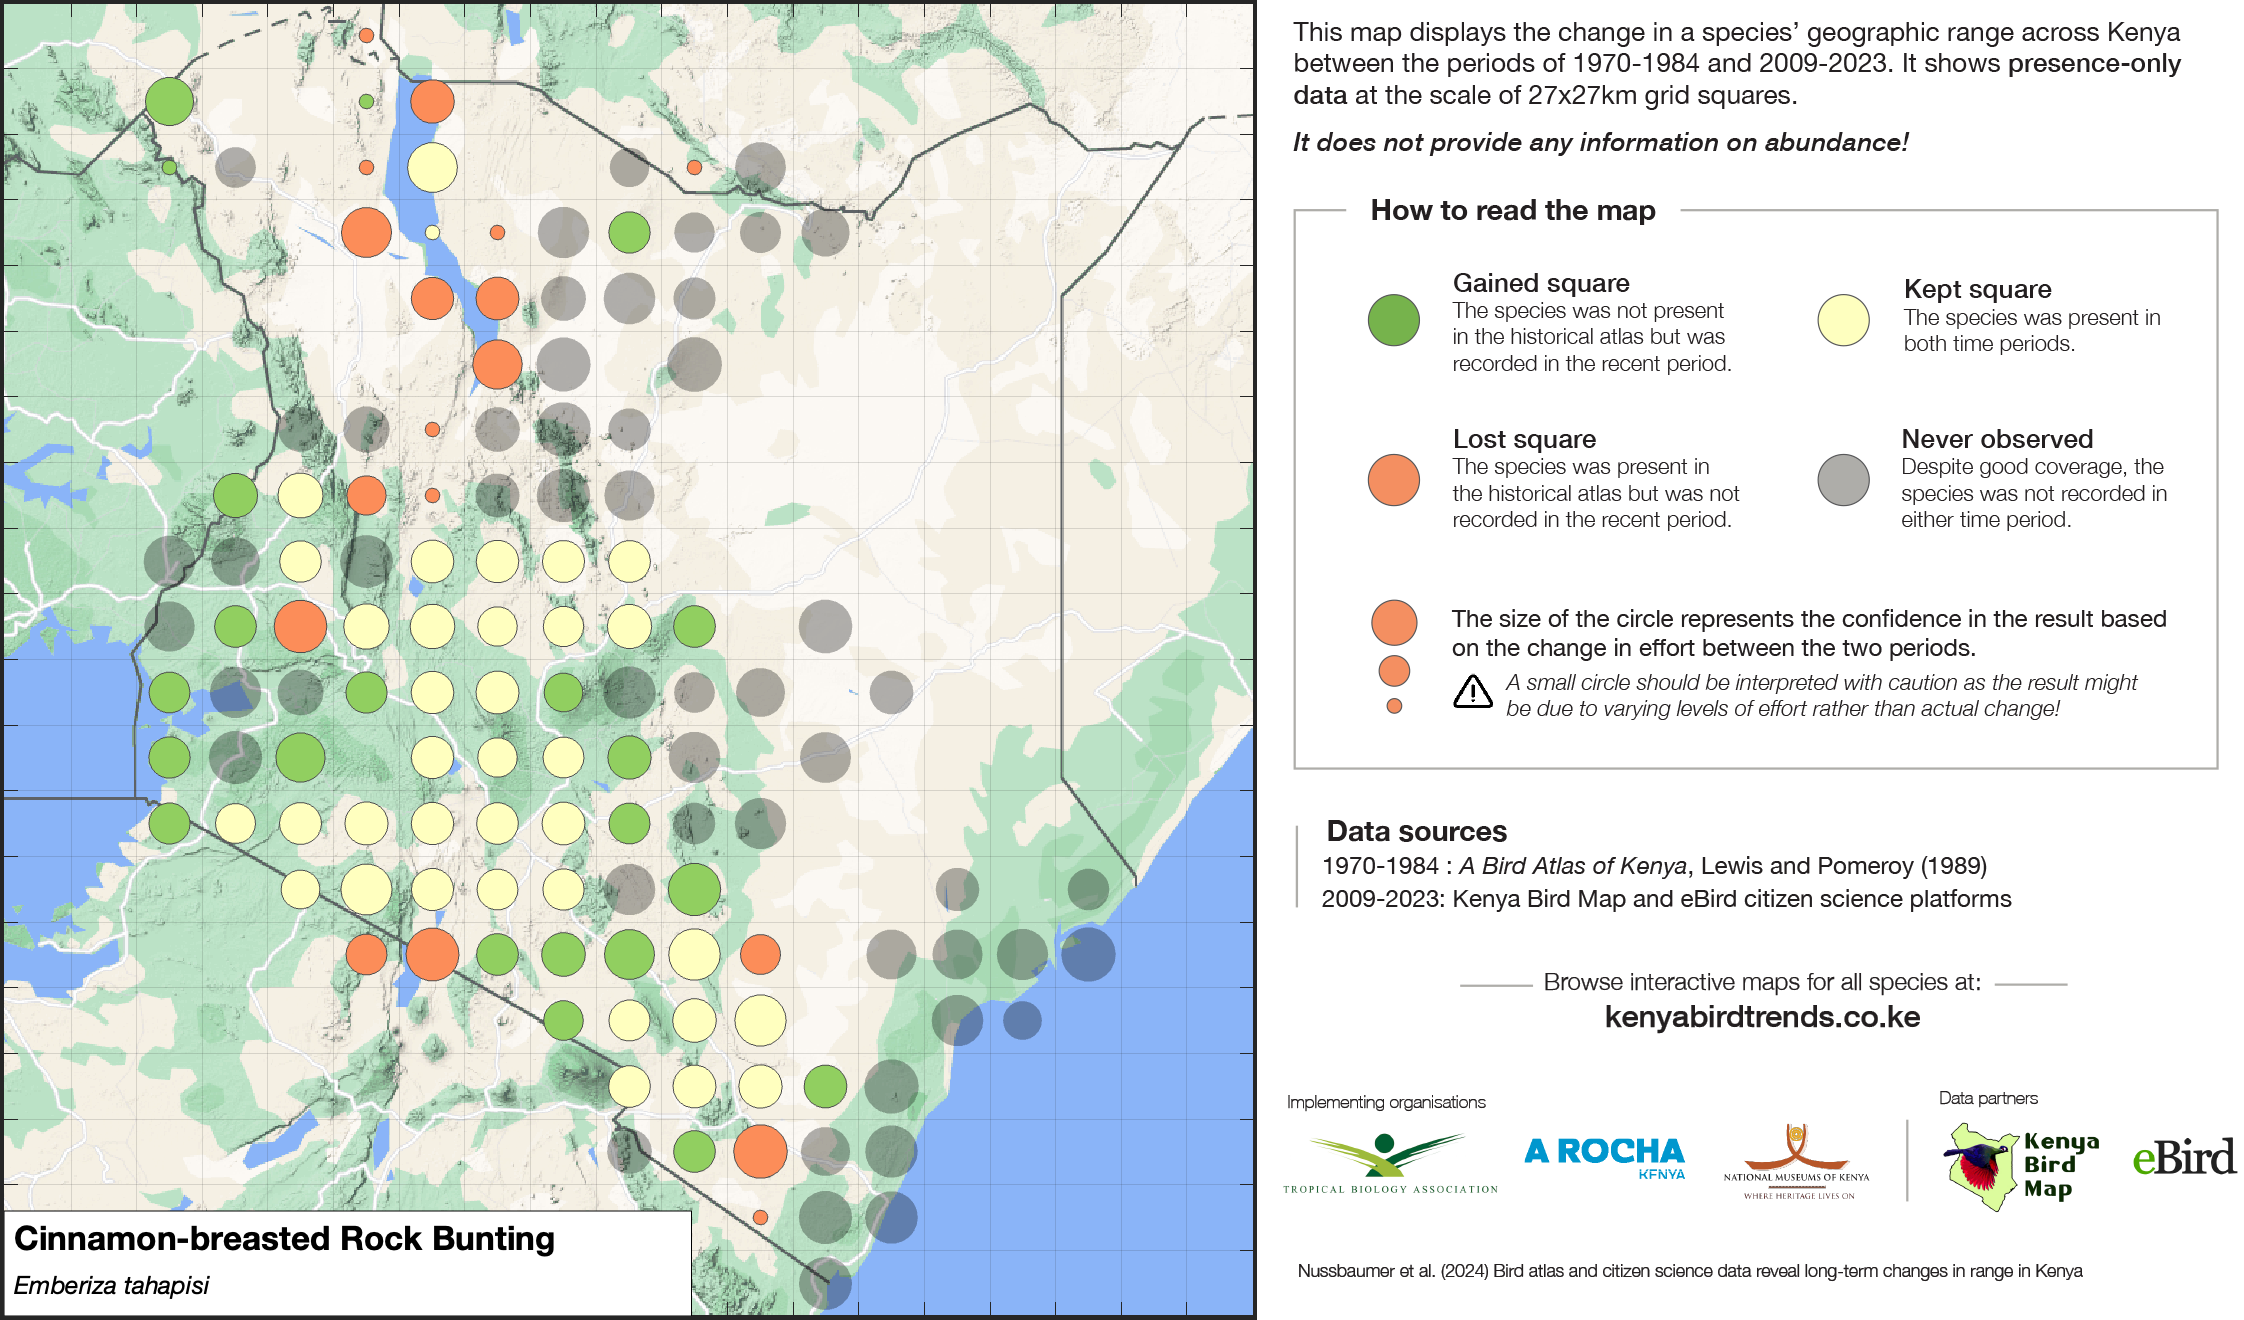 This map displays the change in a species' geographic range across Kenya
between the periods of 1970-1984 and 2009-2023. It shows presence-only
data at the scale of 27x27km grid squares.
It does not provide any information on abundance!
How to read the map
Gained square
The species was not present
in the historical atlas but was
recorded in the recent period.
Kept square
The species was present in
both time periods.
Lost square
The species was present in
the historical atlas but was not
recorded in the recent period.
Never observed
Despite good coverage, the
species was not recorded in
either time period.
The size of the circle represents the confidence in the result based
on the change in effort between the two periods.
A small circle should be interpreted with caution as the result might
be due to varying levels of effort rather than actual change!
Data sources
1970-1984 : A Bird Atlas of Kenya, Lewis and Pomeroy (1989)
2009-2023: Kenya Bird Map and eBird citizen science platforms
Browse interactive maps for all species at:
kenyabirdtrends.co.ke
Implementing organisations
Data partners
TROPICAL BIOLOGY ASSOCIATION
A ROCHA
KENYA
NATIONAL MUSEUMS OF KENYA
WHERE HERITAGE LIVES ON
Kenya
Bird
Map
eBird
Cinnamon-breasted Rock Bunting
Emberiza tahapisi
Nussbaumer et al. (2024) Bird atlas and citizen science data reveal long-term changes in range in Kenya